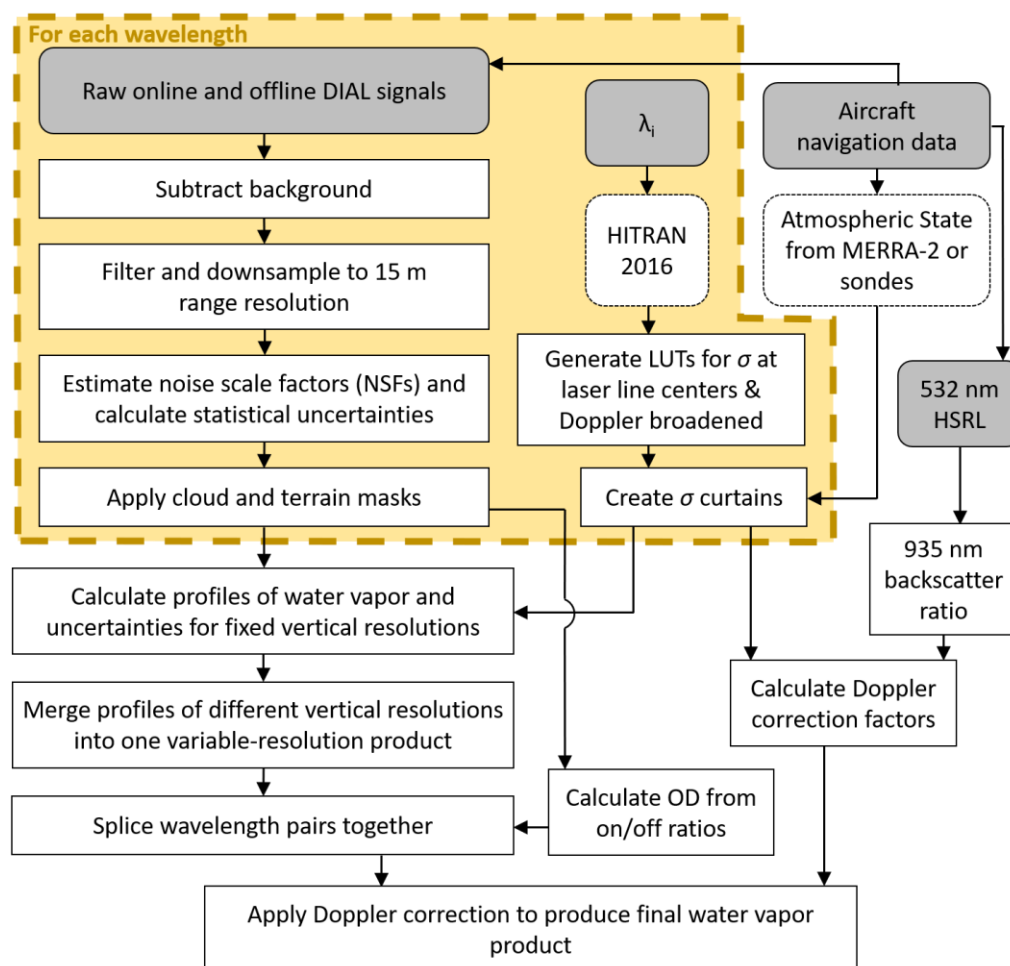 For each wavelength
Raw online and offline DIAL signals
λi
Aircraft
navigation data
Subtract background
HITRAN
2016
Atmospheric State
from MERRA-2 or
sondes
Filter and downsample to 15 m
range resolution
Generate LUTs for σ at
laser line centers &
Doppler broadened
Estimate noise scale factors (NSFs) and
calculate statistical uncertainties
532 nm
HSRL
Apply cloud and terrain masks
Create σ curtains
935 nm
backscatter
ratio
Calculate profiles of water vapor and
uncertainties for fixed vertical resolutions
Calculate Doppler
correction factors
Merge profiles of different vertical resolutions
into one variable-resolution product
Splice wavelength pairs together
Calculate OD from
on/off ratios
Apply Doppler correction to produce final water vapor
product